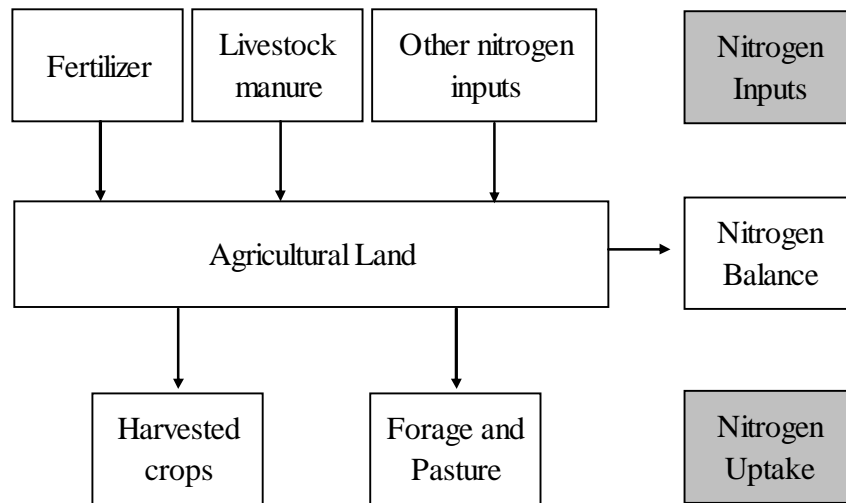 Fertilizer
Livestock
manure
Other nitrogen
inputs
Nitrogen
Inputs
Agricultural Land
Nitrogen
Balance
Harvested
crops
Forage and
Pasture
Nitrogen
Uptake